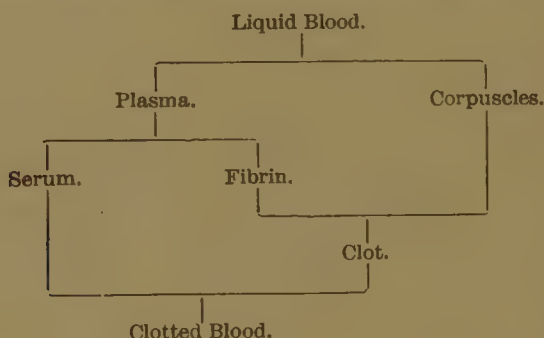 Liquid Blood.
Plasma. Corpuscles.
Serum. Fibrin.
Clot.
Clotted Blood.